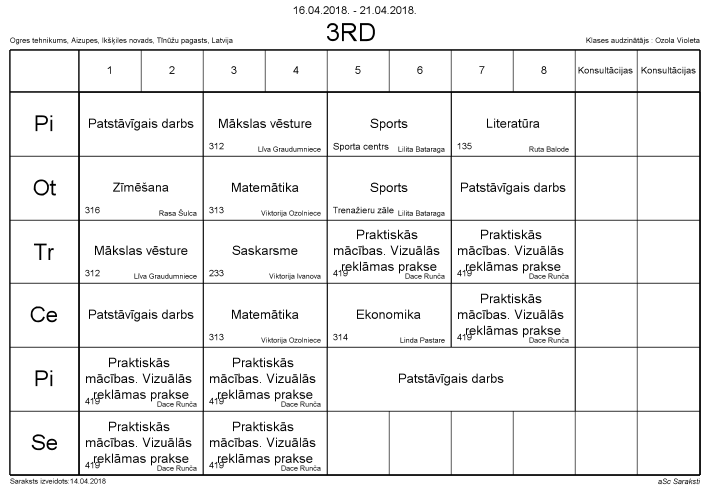 16.04.2018. - 21.04.2018.
3RD
Ogres tehnikums, Aizupes, Ikšķiles novads, Tīnūžu pagasts, Latvija
Klases audzinātājs : Ozola Violeta
1 2 3 4 5 6 7 8 Konsultācijas Konsultācijas
Pi
Patstāvīgais darbs
Mākslas vēsture
312 Līva Graudumniece
Sports
Sporta centrs Lilita Bataraga
Literatūra
135 Ruta Balode
Ot
Zīmēšana
316 Rasa Šulca
Matemātika
313 Viktorija Ozolniece
Sports
Trenažieru zāle Lilita Bataraga
Patstāvīgais darbs
Tr
Mākslas vēsture
312 Līva Graudumniece
Saskarsme
233 Viktorija Ivanova
Praktiskās
mācības. Vizuālās
reklāmas prakse
419 Dace Runča
Praktiskās
mācības. Vizuālās
reklāmas prakse
419 Dace Runča
Ce
Patstāvīgais darbs
Matemātika
313 Viktorija Ozolniece
Ekonomika
314 Linda Pastare
Praktiskās
mācības. Vizuālās
reklāmas prakse
419 Dace Runča
Pi
Praktiskās
mācības. Vizuālās
reklāmas prakse
419 Dace Runča
Praktiskās
mācības. Vizuālās
reklāmas prakse
419 Dace Runča
Patstāvīgais darbs
Se
Praktiskās
mācības. Vizuālās
reklāmas prakse
419 Dace Runča
Praktiskās
mācības. Vizuālās
reklāmas prakse
419 Dace Runča
Saraksts izveidots:14.04.2018
aSc Saraksti